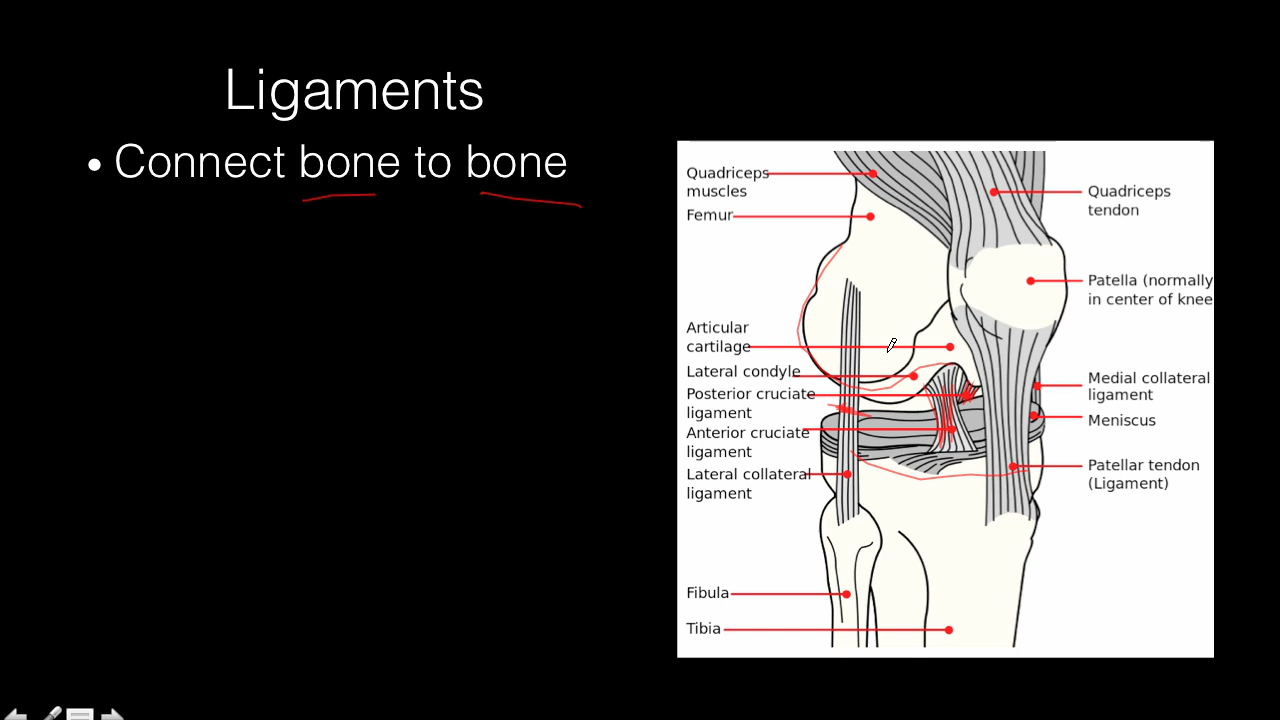 Ligaments
• Connect bone to bone
Quadriceps
muscles
Femur
Articular
cartilage
Lateral condyle
Posterior cruciate
ligament
Anterior cruciate
ligament
Lateral collateral
ligament
Fibula
Tibia
Quadriceps
tendon
Patella (normally
in center of knee
Medial collateral
ligament
Meniscus
Patellar tendon
(Ligament)